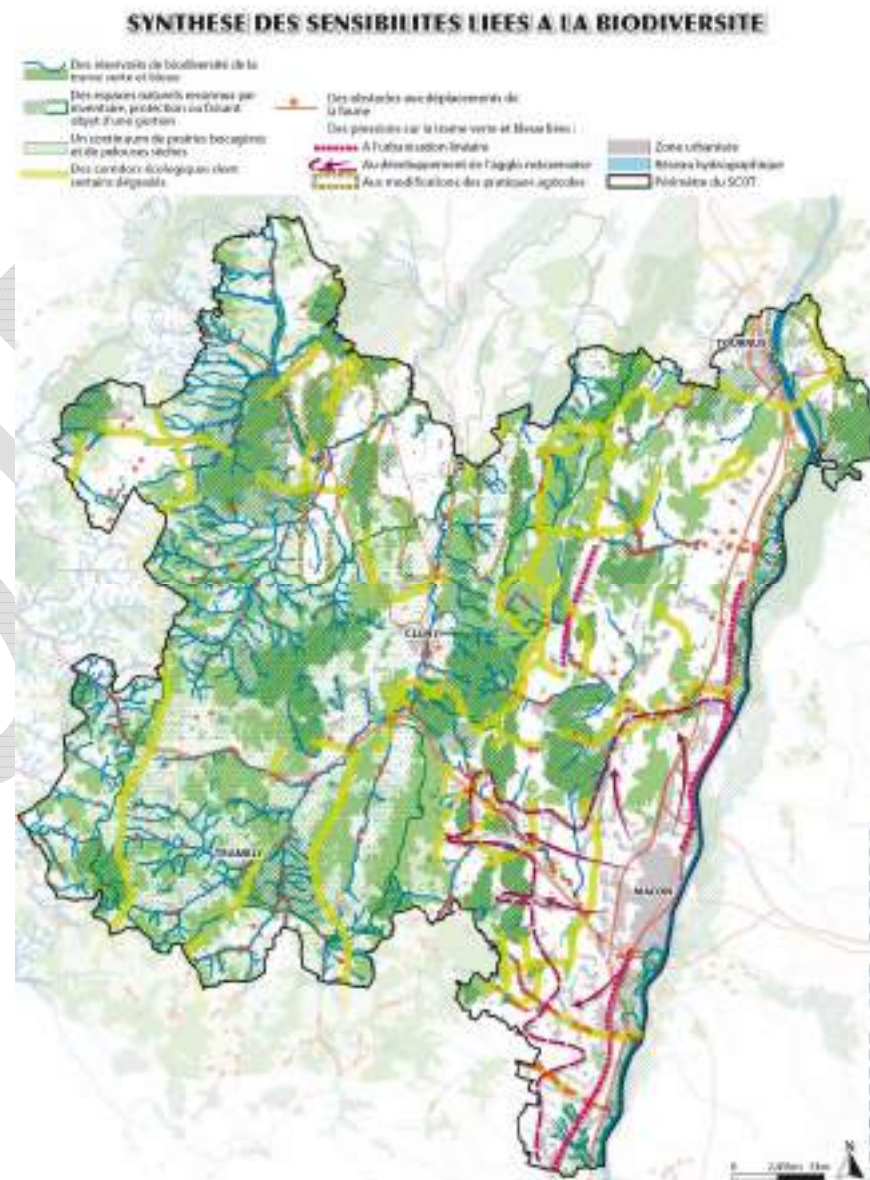 SYNTHESE DES SENSIBILITES LIEES A LA BIODIVERSITE
Des réservoirs de biodiversité de la
trame verte et bleue
Des espaces naturels reconnus par
inventaire, protection ou faisant
objet d'une gestion
Un continuum de prairies bocagères
et de pelouses sèches
Des corridors écologiques dont
certains dégradés
Des obstacles aux déplacements de
la faune
Des pressions sur la trame verte et bleue liées :
A l'urbanisation linéaire
Au développement de l'agglo mâconnaise
Aux modifications des pratiques agricoles
Zone urbanisée
Réseau hydrographique
Périmètre du SCOT
TOURNUS
CLUNY
TRAMBLY
MACON
N
0